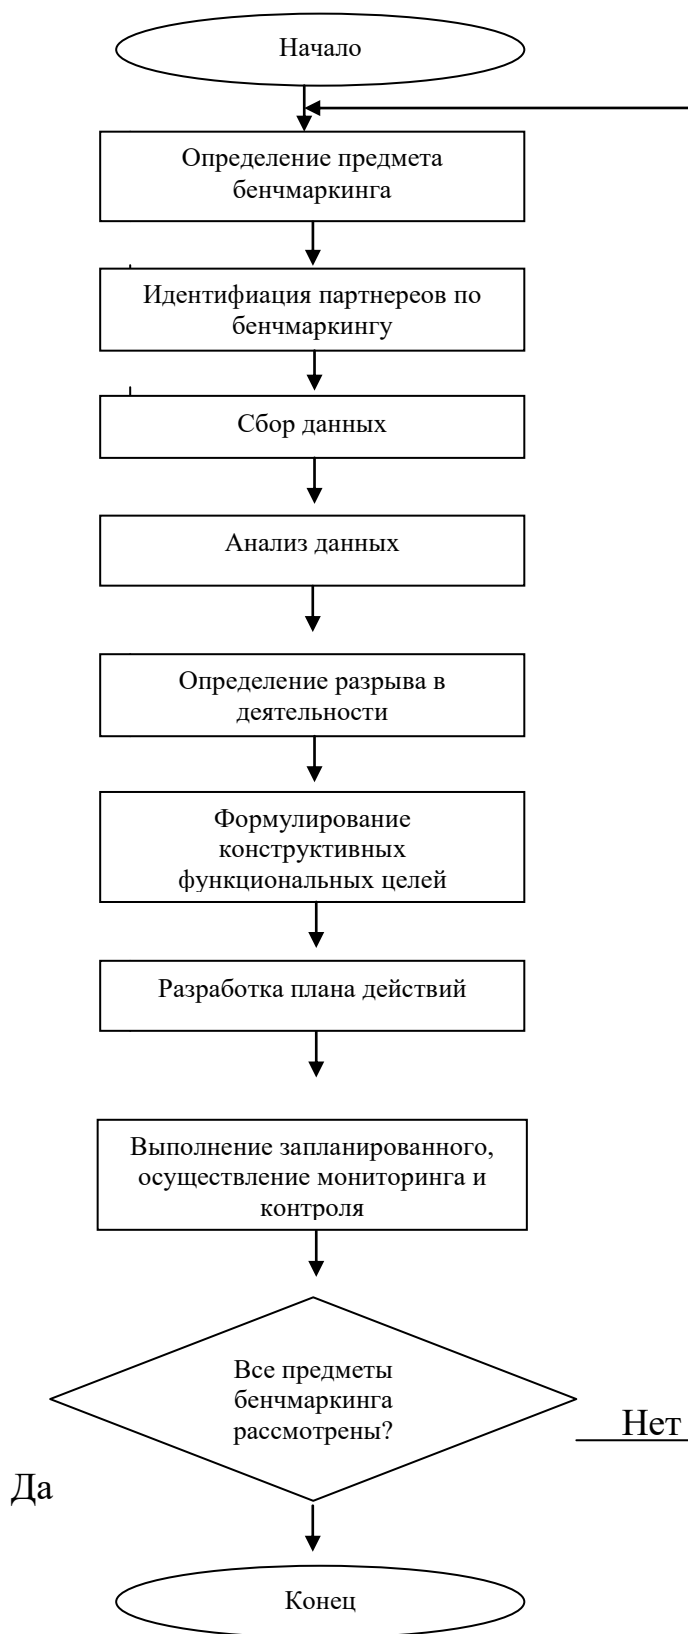 Начало
Определение предмета
бенчмаркинга
Идентифиация партнереов по
бенчмаркингу
Сбор данных
Анализ данных
Определение разрыва в
деятельности
Формулирование
конструктивных
функциональных целей
Разработка плана действий
Выполнение запланированного,
осуществление мониторинга и
контроля
Все предметы
бенчмаркинга
рассмотрены?
Нет
Да
Конец